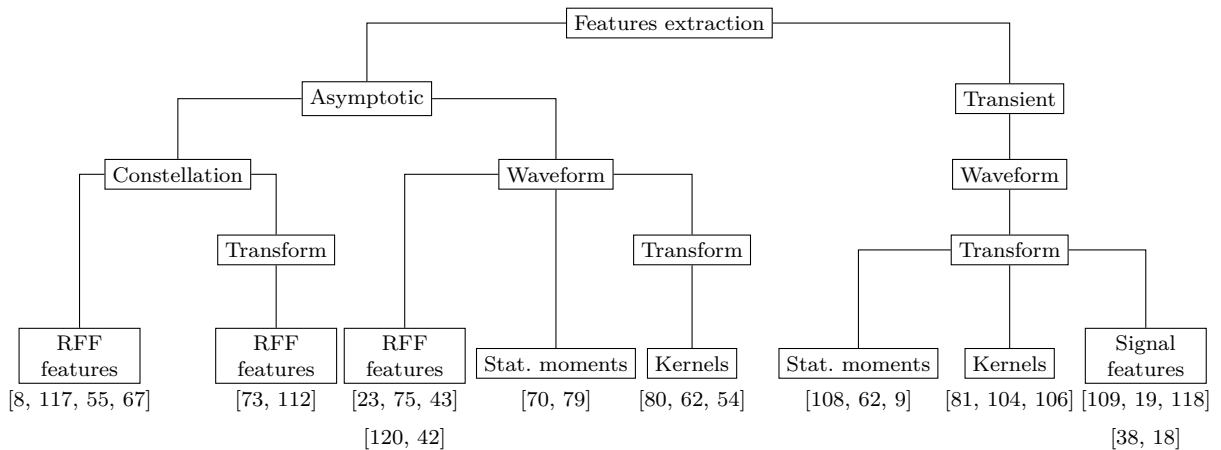 Features extraction
Asymptotic
Transient
Constellation
Waveform
Waveform
Transform
Transform
Transform
RFF
features
[8, 117, 55, 67]
RFF
features
[73, 112]
RFF
features
[23, 75, 43]
[120, 42]
Stat. moments
[70, 79]
Kernels
[80, 62, 54]
Stat. moments
[108, 62, 9]
Kernels
[81, 104, 106]
Signal
features
[109, 19, 118]
[38, 18]